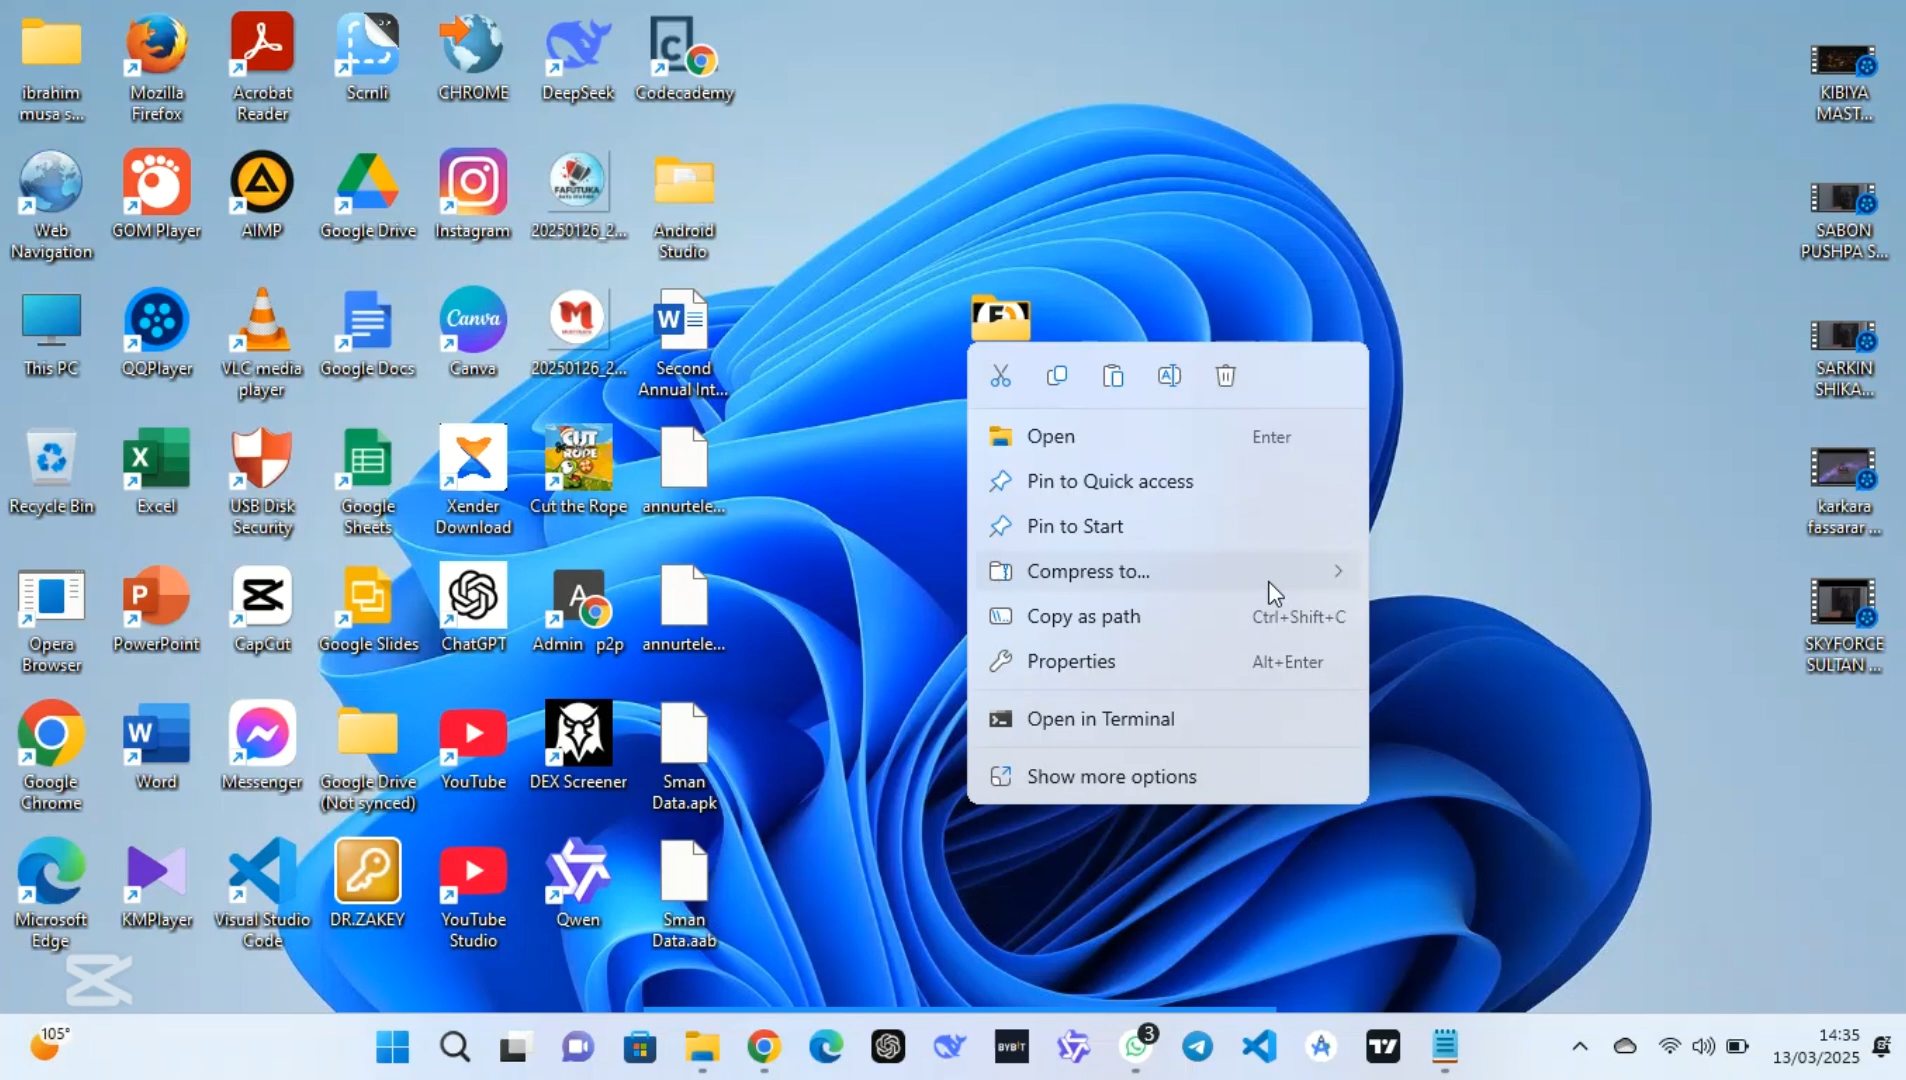 ibrahim
musa s...
Mozilla
Firefox
Acrobat
Reader
Scrnli
CHROME
DeepSeek
Codecademy
KIBIYA
MAST...
Web
Navigation
GOM Player
AIMP
Google Drive
Instagram
FAFUTUKA
20250126_2...
Android
Studio
SABON
PUSHPA S...
This PC
QQPlayer
VLC media
player
Google Docs
Canva
Canva
20250126_2...
Second
Annual Int...
SARKIN
SHIKA...
Recycle Bin
Excel
USB Disk
Security
Google
Sheets
Xender
Download
CUT
ROPE
Cut the Rope
annurtele...
karkara
fassarar ...
Opera
Browser
PowerPoint
CapCut
Google Slides
ChatGPT
Admin p2p
annurtele...
SKYFORCE
SULTAN ...
Google
Chrome
Word
Messenger
Google Drive
(Not synced)
YouTube
DEX Screener
Sman
Data.apk
Microsoft
Edge
KMPlayer
Visual Studio
Code
DR.ZAKEY
YouTube
Studio
Qwen
Sman
Data.aab
Open Enter
Pin to Quick access
Pin to Start
Compress to...
Copy as path Ctrl+Shift+C
Properties Alt+Enter
Open in Terminal
Show more options
105°
BYBIT
3
14:35
13/03/2025